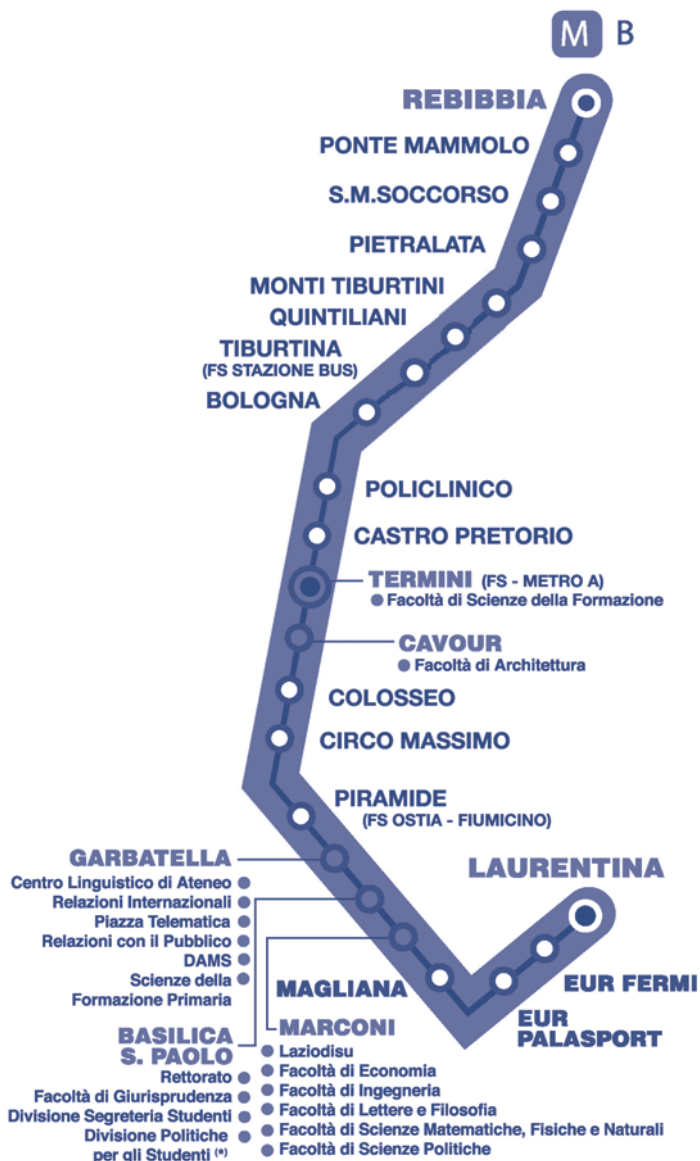 M B
REBIBBIA
PONTE MAMMOLO
S.M.SOCCORSO
PIETRALATA
MONTI TIBURTINI
QUINTILIANI
TIBURTINA
(FS STAZIONE BUS)
BOLOGNA
POLICLINICO
CASTRO PRETORIO
TERMINI (FS - METRO A)
Facoltà di Scienze della Formazione
CAVOUR
Facoltà di Architettura
COLOSSEO
CIRCO MASSIMO
PIRAMIDE
(FS OSTIA - FIUMICINO)
GARBATELLA
Centro Linguistico di Ateneo
Relazioni Internazionali
Piazza Telematica
Relazioni con il Pubblico
DAMS
Scienze della
Formazione Primaria
BASILICA
S. PAOLO
Rettorato
Facoltà di Giurisprudenza
Divisione Segreteria Studenti
Divisione Politiche
per gli Studenti (*)
MARCONI
Laziodisu
Facoltà di Economia
Facoltà di Ingegneria
Facoltà di Lettere e Filosofia
Facoltà di Scienze Matematiche, Fisiche e Naturali
Facoltà di Scienze Politiche
MAGLIANA
EUR
PALASPORT
EUR FERMI
LAURENTINA